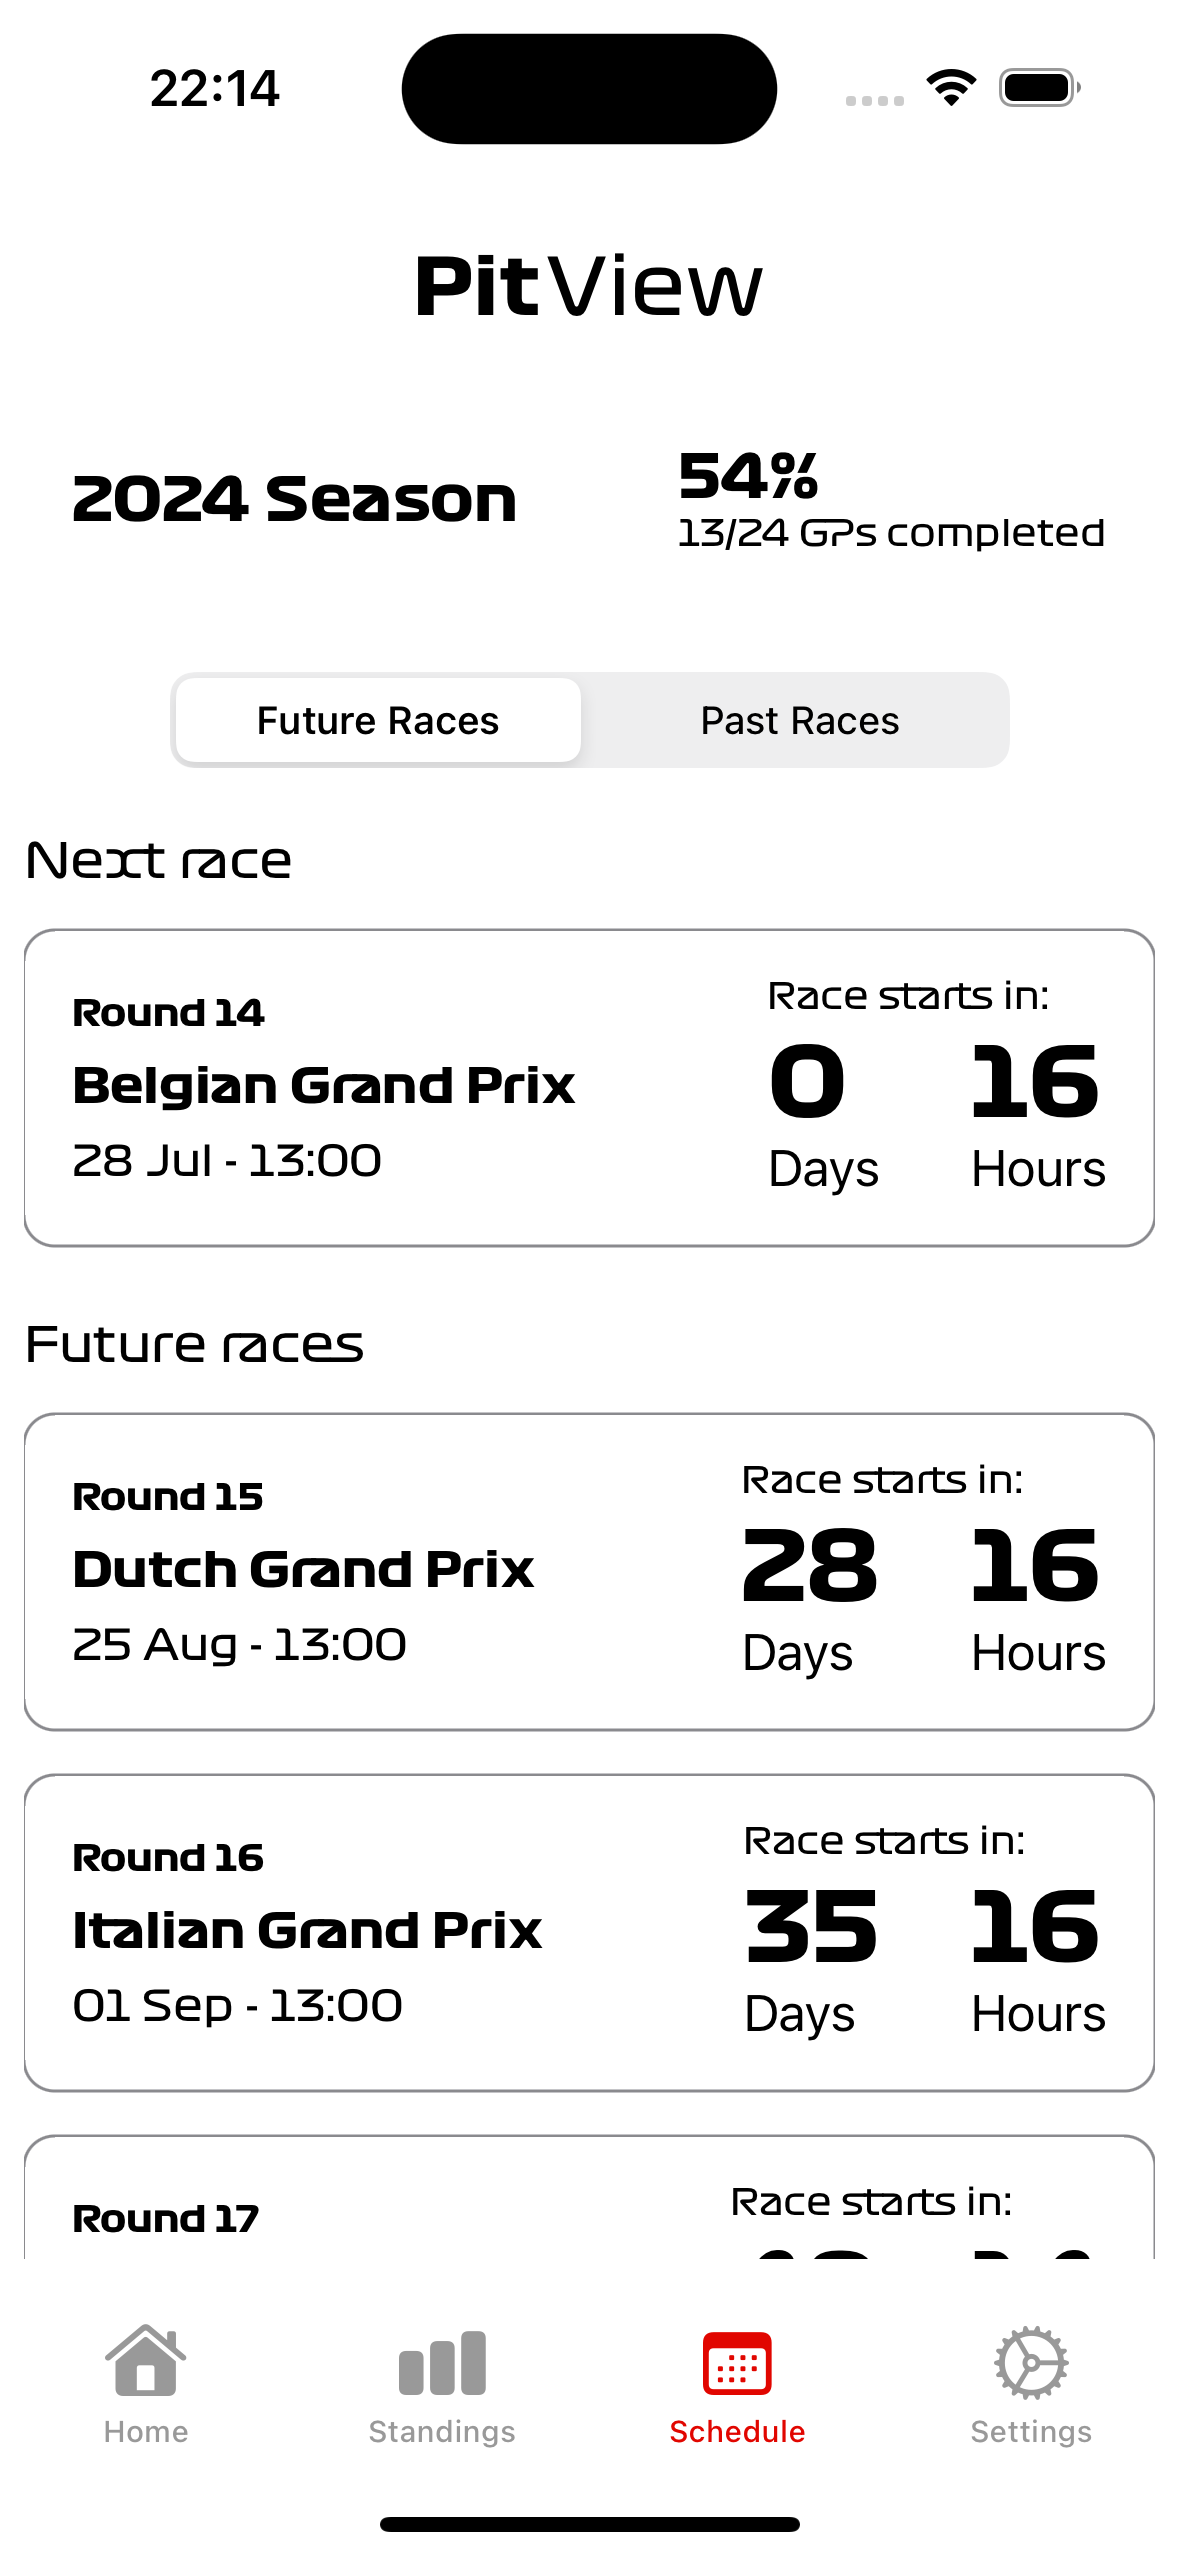 22:14
PitView
2024 Season
54%
13/24 GPs completed
Future Races
Past Races
Next race
Round 14
Belgian Grand Prix
28 Jul - 13:00
Race starts in:
0 16
Days Hours
Future races
Round 15
Dutch Grand Prix
25 Aug - 13:00
Race starts in:
28 16
Days Hours
Round 16
Italian Grand Prix
01 Sep - 13:00
Race starts in:
35 16
Days Hours
Round 17
Race starts in:
Home
Standings
Schedule
Settings